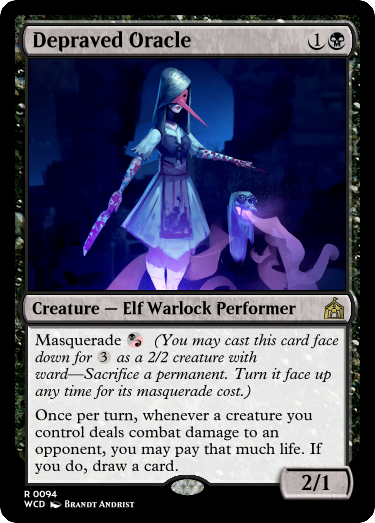 Depraved Oracle 1
Creature — Elf Warlock Performer
Masquerade (You may cast this card face
down for 3 as a 2/2 creature with
ward—Sacrifice a permanent. Turn it face up
any time for its masquerade cost.)
Once per turn, whenever a creature you
control deals combat damage to an
opponent, you may pay that much life. If
you do, draw a card.
2/1
R 0094
WCD Brandt Andrist